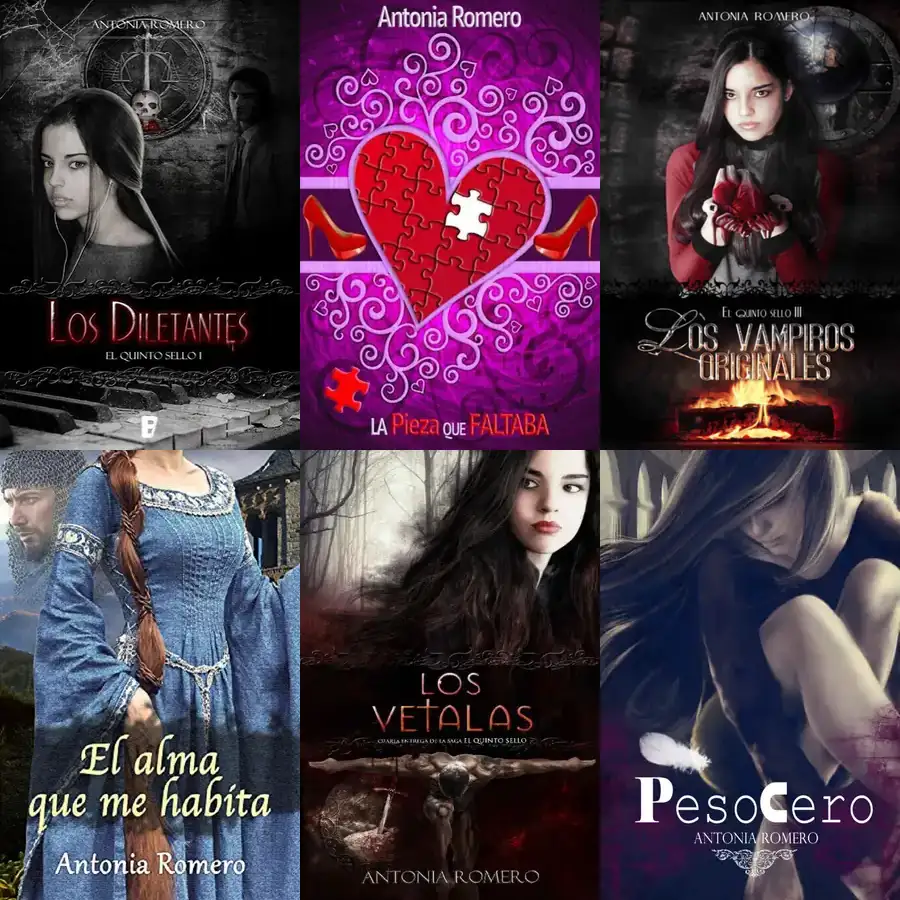 ANTONIA ROMERO
LOS DILETANTES
EL QUINTO SELLO I
B
Antonia Romero
LA Pieza QUE FALTABA
ANTONIA ROMERO
EL QUINTO SELLO III
LOS VAMPIROS
ORIGINALES
El alma
que me habita
Antonia Romero
LOS
VETALAS
CUARTA ENTREGA DE LA SAGA EL QUINTO SELLO
ANTONIA ROMERO
PesoCero
ANTONIA ROMERO